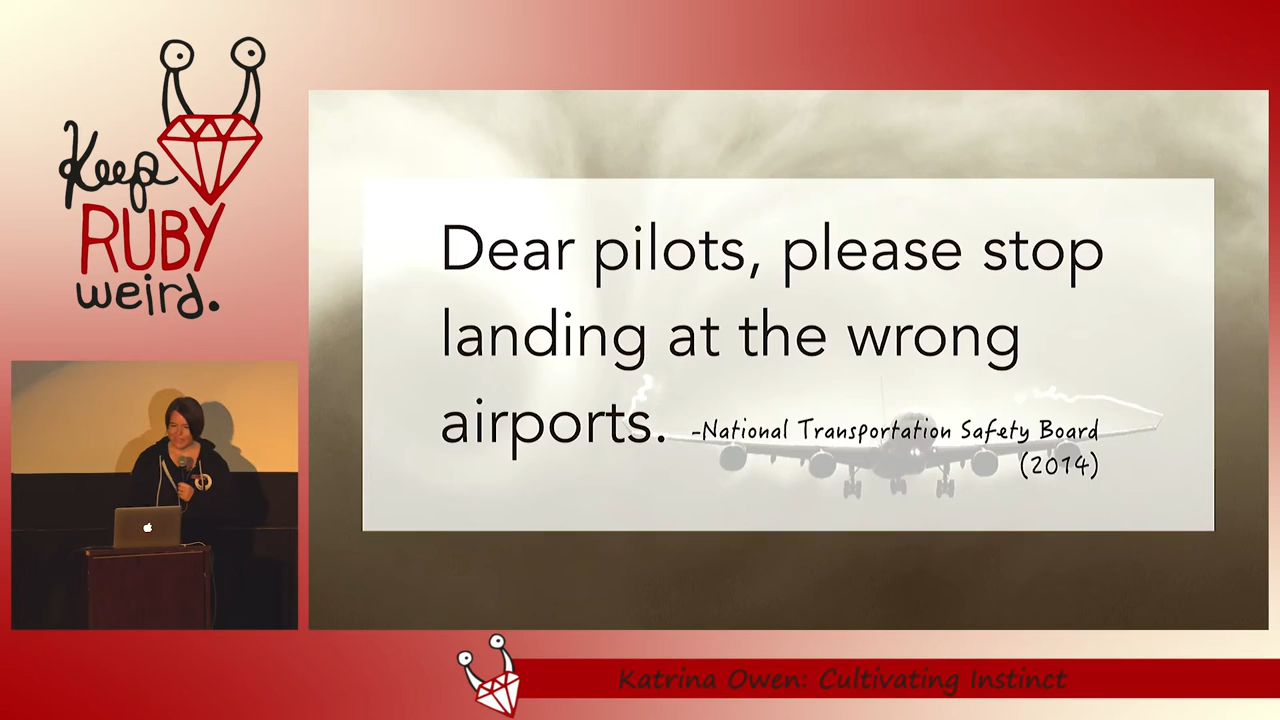 Keep
RUBY
weird.
Dear pilots, please stop
landing at the wrong
airports. -National Transportation Safety Board
(2014)
Katrina Owen: Cultivating Instinct